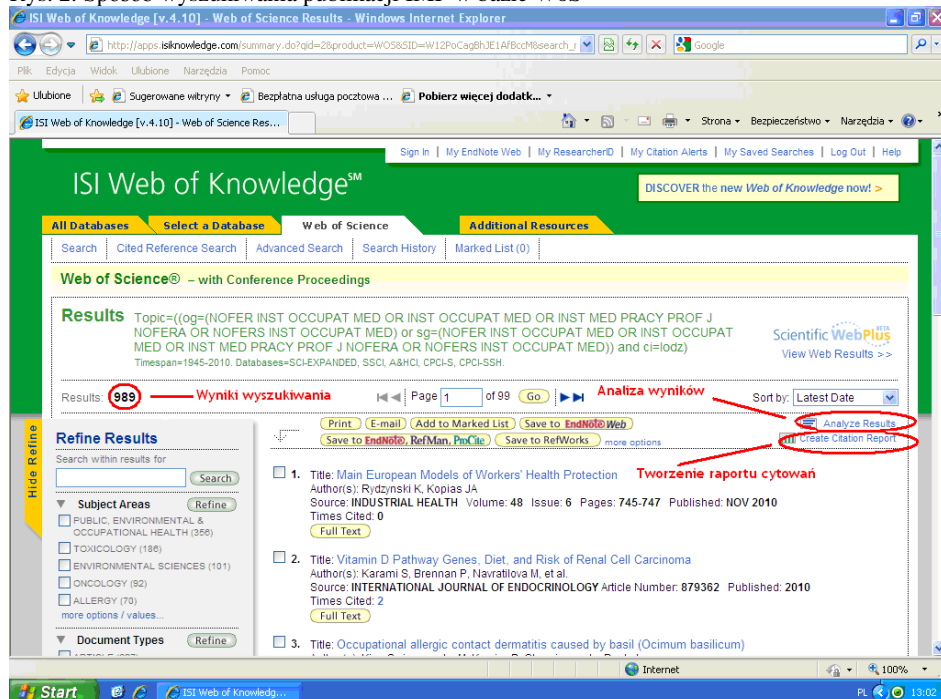 Rys. 2. Sposób wyszukiwania publikacji IMP w bazie WoS
ISI Web of Knowledge [v.4.10] - Web of Science Results - Windows Internet Explorer
http://apps.isiknowledge.com/summary.do?qid=2&product=WOS&SID=W12PoCagBhJE1AfBccM&search_
Google
Plik Edycja Widok Ulubione Narzędzia Pomoc
Ulubione Sugerowane witryny Bezpłatna usługa pocztowa ... Pobierz więcej dodatk...
ISI Web of Knowledge [v.4.10] - Web of Science Res...
Strona Bezpieczeństwo Narzędzia
Sign In | My EndNote Web | My ResearcherID | My Citation Alerts | My Saved Searches | Log Out | Help
ISI Web of Knowledge℠
DISCOVER the new Web of Knowledge now! >
All Databases Select a Database Web of Science Additional Resources
Search Cited Reference Search Advanced Search Search History Marked List (0)
Web of Science® – with Conference Proceedings
Results Topic=((og=(NOFER INST OCCUPAT MED OR INST OCCUPAT MED OR INST MED PRACY PROF J
NOFERA OR NOFERS INST OCCUPAT MED) or sg=(NOFER INST OCCUPAT MED OR INST OCCUPAT
MED OR INST MED PRACY PROF J NOFERA OR NOFERS INST OCCUPAT MED)) and ci=lodz)
Timespan=1945-2010. Databases=SCI-EXPANDED, SSCI, A&HCI, CPCI-S, CPCI-SSH.
Scientific WebPlus BETA
View Web Results >>
Results: 989 Wyniki wyszukiwania Page 1 of 99 Go Analiza wyników Sort by: Latest Date
Print E-mail Add to Marked List Save to EndNote Web
Analyze Results
Save to EndNote, RefMan, ProCite Save to RefWorks more options
Create Citation Report
Tworzenie raportu cytowań
Hide Refine
Refine Results
Search within results for
Search
Subject Areas Refine
PUBLIC, ENVIRONMENTAL &
OCCUPATIONAL HEALTH (356)
TOXICOLOGY (186)
ENVIRONMENTAL SCIENCES (101)
ONCOLOGY (92)
ALLERGY (70)
more options / values...
Document Types Refine
1. Title: Main European Models of Workers' Health Protection
Author(s): Rydzynski K, Kopias JA
Source: INDUSTRIAL HEALTH Volume: 48 Issue: 6 Pages: 745-747 Published: NOV 2010
Times Cited: 0
Full Text
2. Title: Vitamin D Pathway Genes, Diet, and Risk of Renal Cell Carcinoma
Author(s): Karami S, Brennan P, Navratilova M, et al.
Source: INTERNATIONAL JOURNAL OF ENDOCRINOLOGY Article Number: 879362 Published: 2010
Times Cited: 2
Full Text
3. Title: Occupational allergic contact dermatitis caused by basil (Ocimum basilicum)
Internet 100%
Start ISI Web of Knowledg... PL 13:02